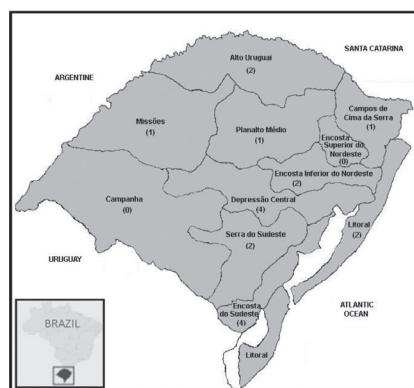 Alto Uruguai
(2)
SANTA CATARINA
ARGENTINE
Campos de
Cima da Serra
(1)
Missões
(1)
Planalto Médio
(1)
Encosta
Superior do
Nordeste
(0)
Encosta Inferior do Nordeste
(2)
Campanha
(0)
Depressão Central
(4)
Serra do Sudeste
(2)
Litoral
(2)
URUGUAY
Encosta
do Sudeste
(4)
ATLANTIC
OCEAN
BRAZIL
Litoral